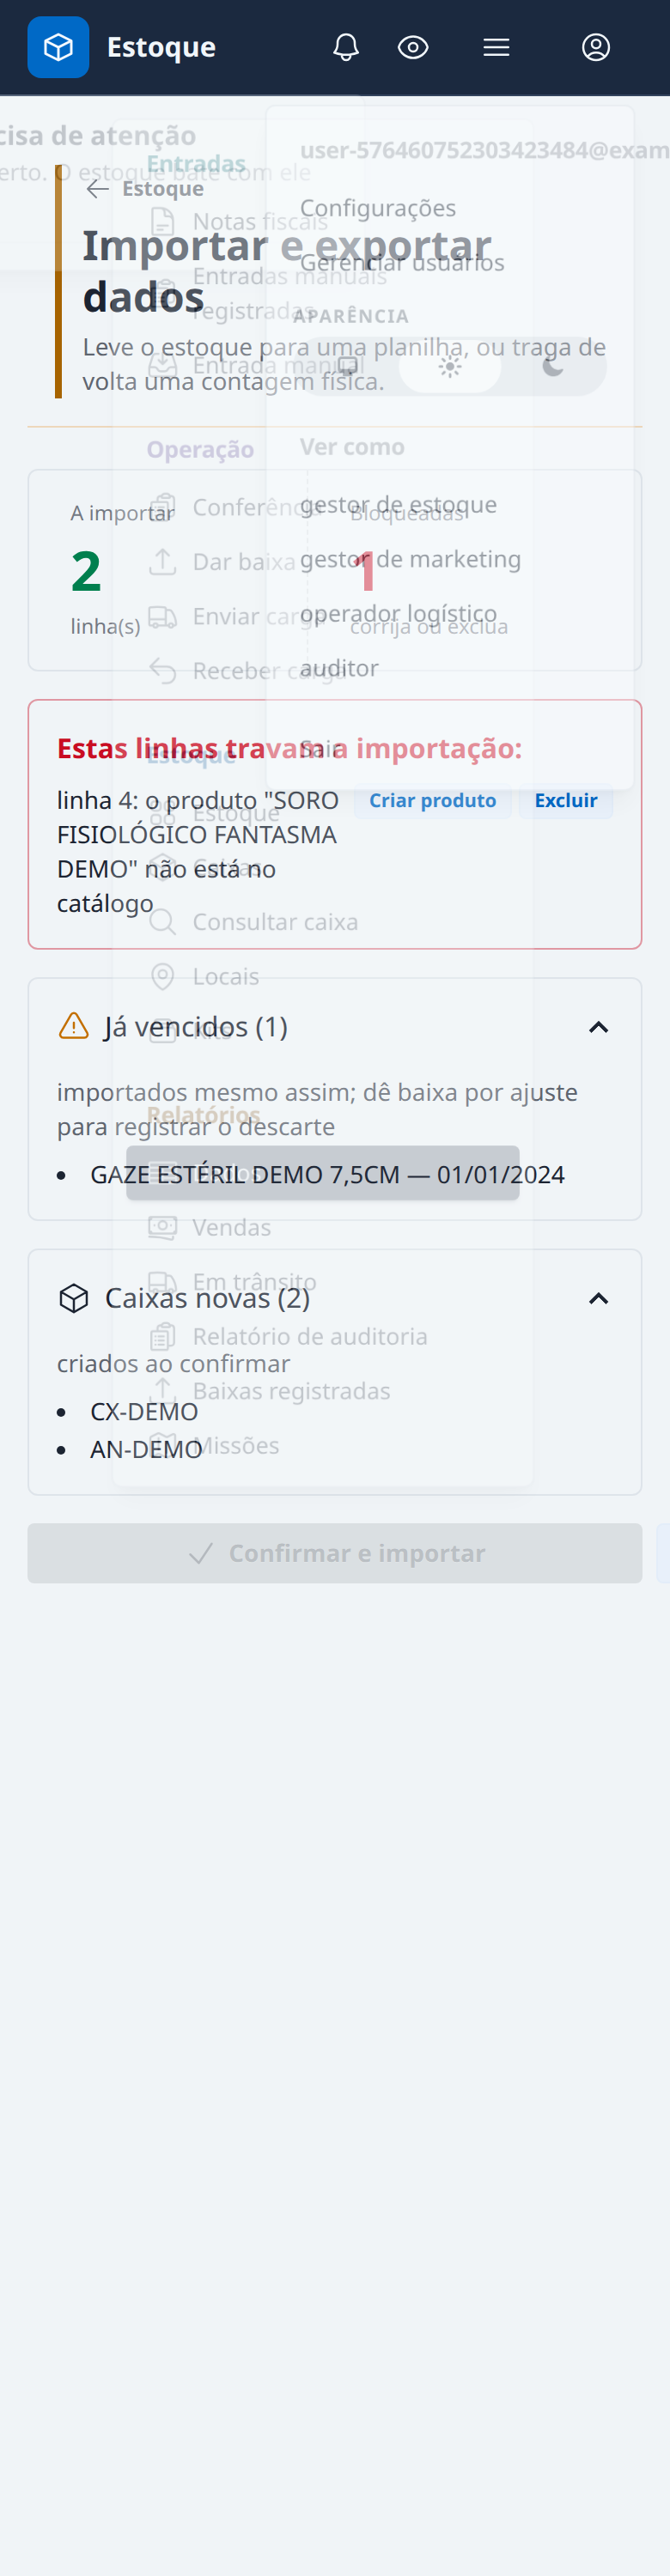 Estoque
cisa de atenção
erto. O estoque bate com ele
Estoque
Importar e exportar
dados
Leve o estoque para uma planilha, ou traga de
volta uma contagem física.
Entradas
Notas fiscais
Entradas manuais
registradas
Entrada manual
Operação
Conferência
Dar baixa
Enviar carga
Receber carga
Estoque
Estoque
Caixas
Consultar caixa
Locais
Kits
Relatórios
Vendas
Em trânsito
Relatório de auditoria
Baixas registradas
Missões
user-576460752303423484@exam
Configurações
Gerenciar usuários
APARÊNCIA
Ver como
gestor de estoque
gestor de marketing
operador logístico
auditor
Sair
A importar
2
linha(s)
Bloqueadas
1
corrija ou exclua
Estas linhas travam a importação:
linha 4: o produto "SORO
FISIOLÓGICO FANTASMA
DEMO" não está no
catálogo
Criar produto
Excluir
Já vencidos (1)
importados mesmo assim; dê baixa por ajuste
para registrar o descarte
• GAZE ESTÉRIL DEMO 7,5CM — 01/01/2024
Caixas novas (2)
criados ao confirmar
• CX-DEMO
• AN-DEMO
Confirmar e importar